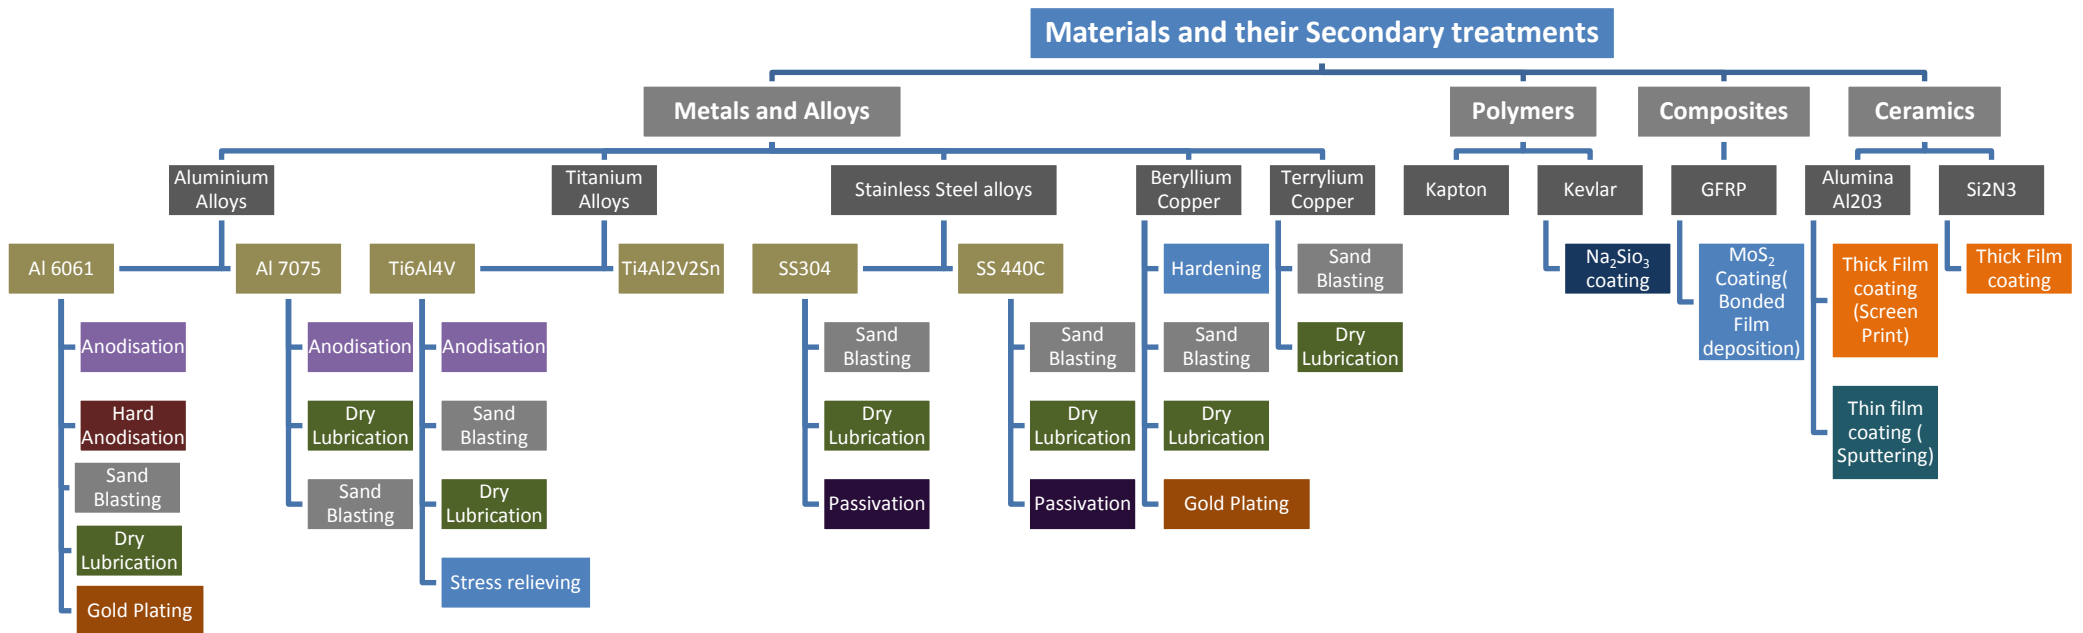 Materials and their Secondary treatments
Metals and Alloys
Polymers
Composites
Ceramics
Aluminium
Alloys
Titanium
Alloys
Stainless Steel alloys
Beryllium
Copper
Terrylium
Copper
Kapton
Kevlar
GFRP
Alumina
Al203
Si2N3
Al 6061
Al 7075
Ti6Al4V
Ti4Al2V2Sn
SS304
SS 440C
Hardening
Sand
Blasting
Na₂Sio₃
coating
MoS₂
Coating(
Bonded
Film
deposition)
Thick Film
coating
(Screen
Print)
Thick Film
coating
Anodisation
Anodisation
Anodisation
Sand
Blasting
Sand
Blasting
Sand
Blasting
Dry
Lubrication
Hard
Anodisation
Dry
Lubrication
Sand
Blasting
Dry
Lubrication
Dry
Lubrication
Dry
Lubrication
Thin film
coating (
Sputtering)
Sand
Blasting
Sand
Blasting
Dry
Lubrication
Passivation
Passivation
Gold Plating
Dry
Lubrication
Stress relieving
Gold Plating